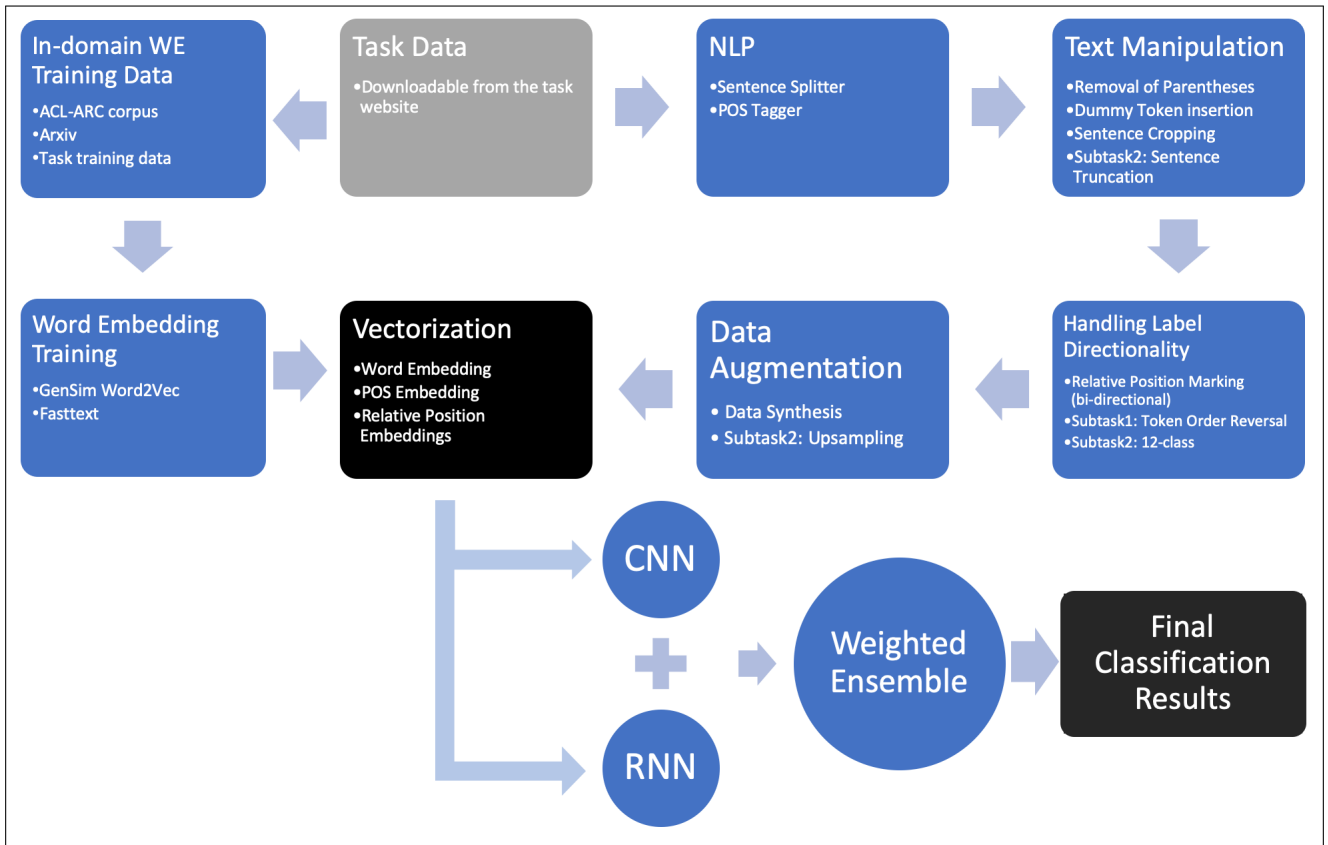 In-domain WE
Training Data
•ACL-ARC corpus
•Arxiv
•Task training data
Task Data
•Downloadable from the task
website
NLP
•Sentence Splitter
•POS Tagger
Text Manipulation
•Removal of Parentheses
•Dummy Token insertion
•Sentence Cropping
•Subtask2: Sentence
Truncation
Word Embedding
Training
•GenSim Word2Vec
•Fasttext
Vectorization
•Word Embedding
•POS Embedding
•Relative Position
Embeddings
Data
Augmentation
• Data Synthesis
• Subtask2: Upsampling
Handling Label
Directionality
•Relative Position Marking
(bi-directional)
•Subtask1: Token Order Reversal
•Subtask2: 12-class
CNN
RNN
Weighted
Ensemble
Final
Classification
Results